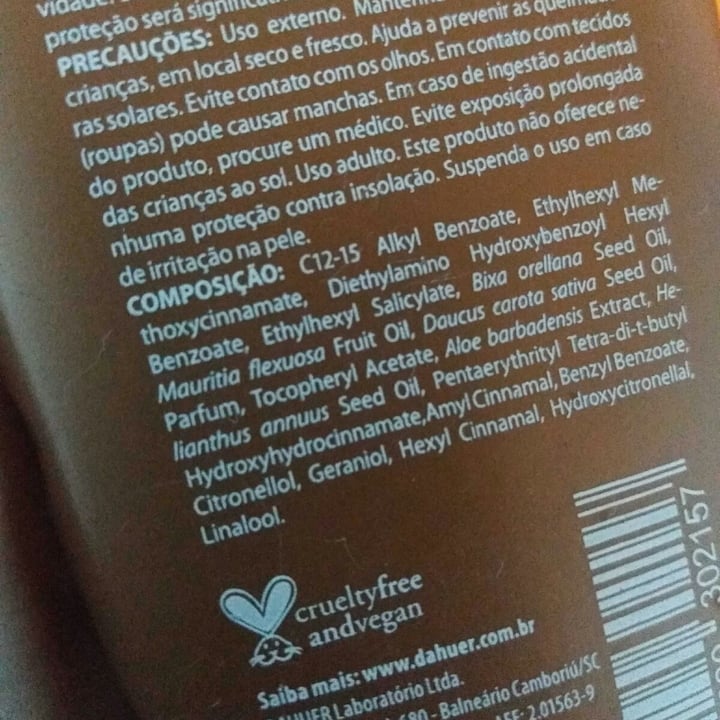 proteção será
PRECAUÇÕES: Uso externo.
crianças, em local seco e fresco. Ajuda a prevenir as
ras solares. Evite contato com os olhos. Em contato com tecidos
(roupas) pode causar manchas. Em caso de ingestão acidental
do produto, procure um médico. Evite exposição prolongada
das crianças ao sol. Uso adulto. Este produto não oferece ne-
nhuma proteção contra insolação. Suspenda o uso em caso
de irritação na pele.
COMPOSIÇÃO: C12-15 Alkyl Benzoate, Ethylhexyl Me-
thoxycinnamate, Diethylamino Hydroxybenzoyl Hexyl
Benzoate, Ethylhexyl Salicylate, Bixa orellana Seed Oil,
Mauritia flexuosa Fruit Oil, Daucus carota sativa Seed Oil,
Parfum, Tocopheryl Acetate, Aloe barbadensis Extract, He-
lianthus annuus Seed Oil, Pentaerythrityl Tetra-di-t-butyl
Hydroxyhydrocinnamate, Amyl Cinnamal, Benzyl Benzoate,
Citronellol, Geraniol, Hexyl Cinnamal, Hydroxycitronellal,
Linalool.
crueltyfree
andvegan
Saiba mais: www.dahuer.com.br
DAHUER Laboratório Ltda.
680 - Balneário Camboriú/SC
AFE: 2.01563-9
302157